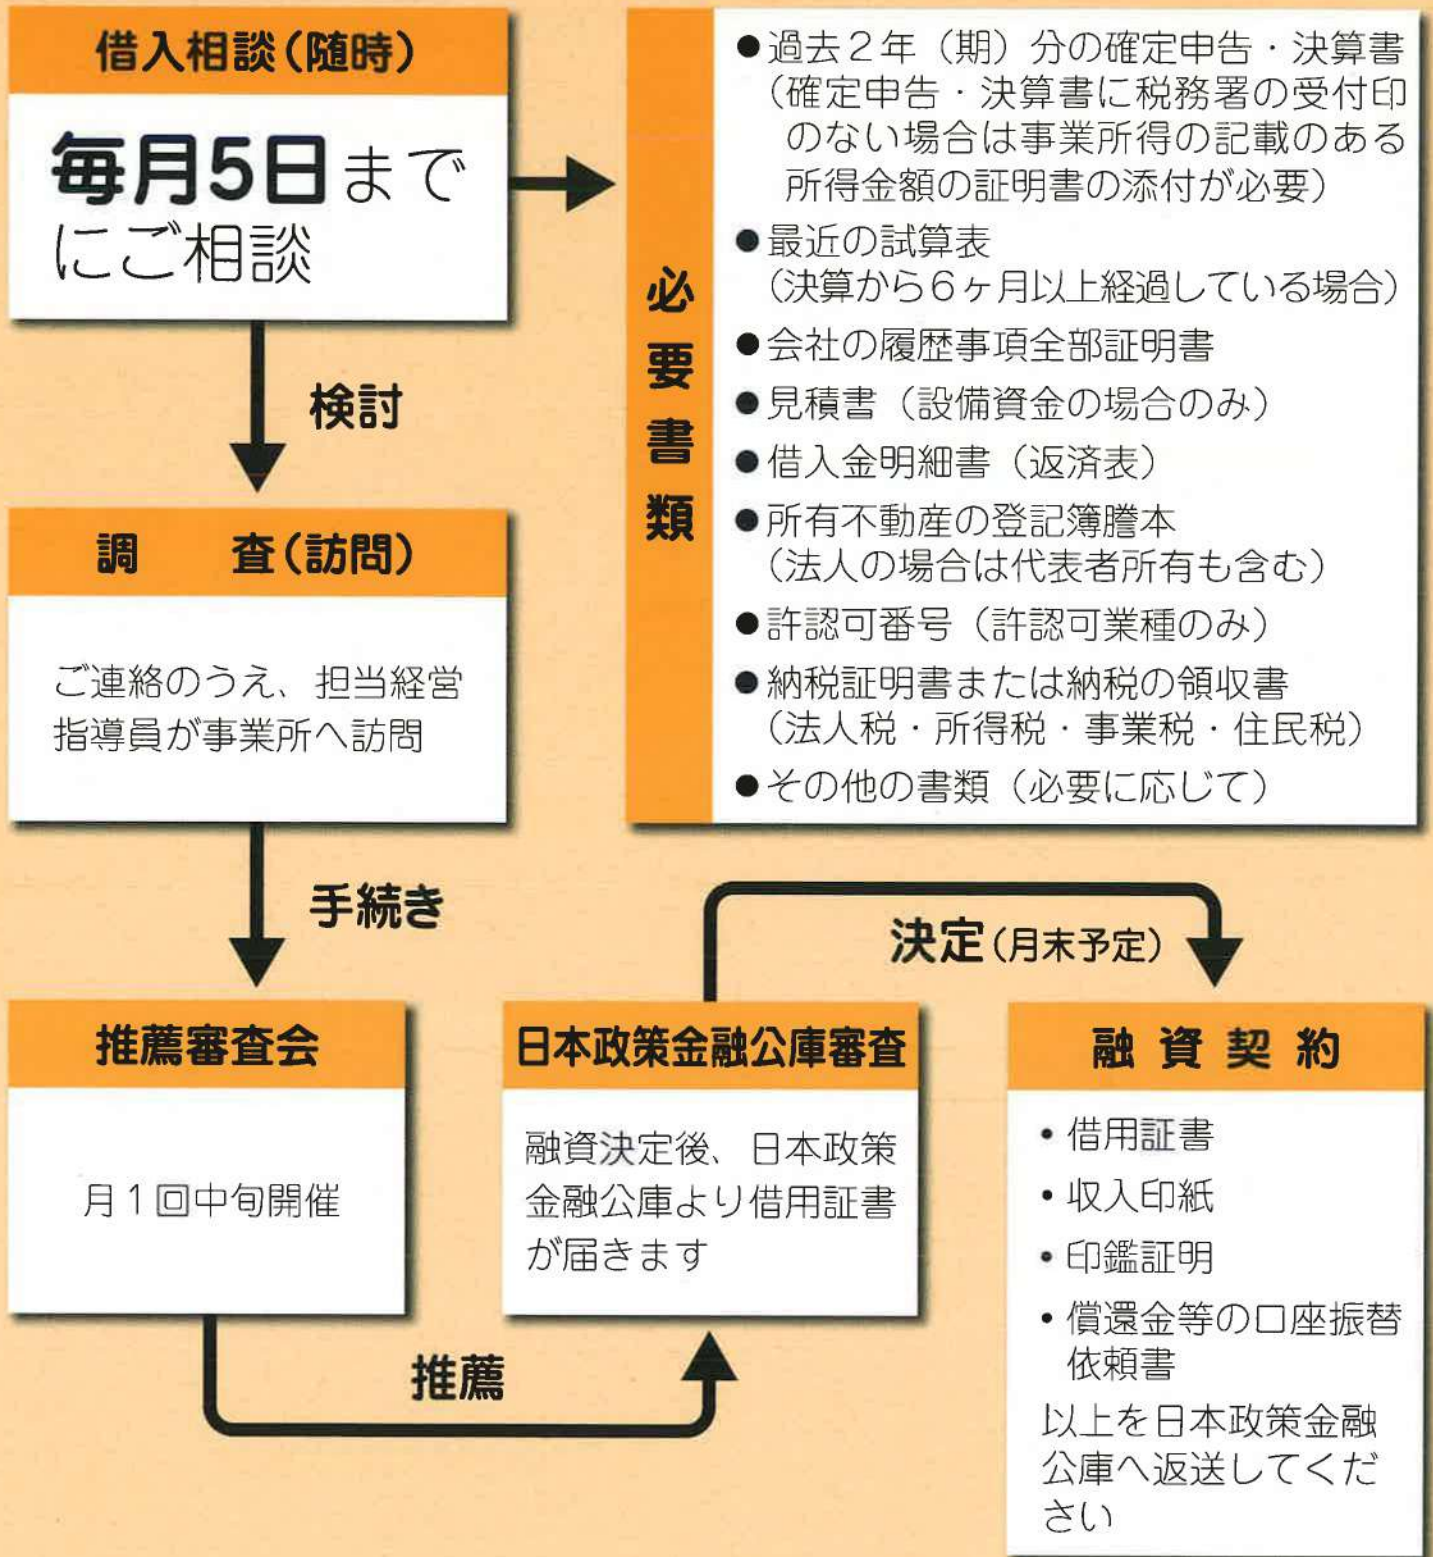 借入相談(随時)
毎月5日まで
にご相談
必要書類
●過去2年（期）分の確定申告・決算書
（確定申告・決算書に税務署の受付印
のない場合は事業所得の記載のある
所得金額の証明書の添付が必要）
●最近の試算表
（決算から6ヶ月以上経過している場合）
●会社の履歴事項全部証明書
●見積書（設備資金の場合のみ）
●借入金明細書（返済表）
●所有不動産の登記簿謄本
（法人の場合は代表者所有も含む）
●許認可番号（許認可業種のみ）
●納税証明書または納税の領収書
（法人税・所得税・事業税・住民税）
●その他の書類（必要に応じて）
検討
調　査(訪問)
ご連絡のうえ、担当経営
指導員が事業所へ訪問
手続き
推薦審査会
月1回中旬開催
推薦
日本政策金融公庫審査
融資決定後、日本政策
金融公庫より借用証書
が届きます
決定(月末予定)
融資契約
・借用証書
・収入印紙
・印鑑証明
・償還金等の口座振替
依頼書
以上を日本政策金融
公庫へ返送してくだ
さい